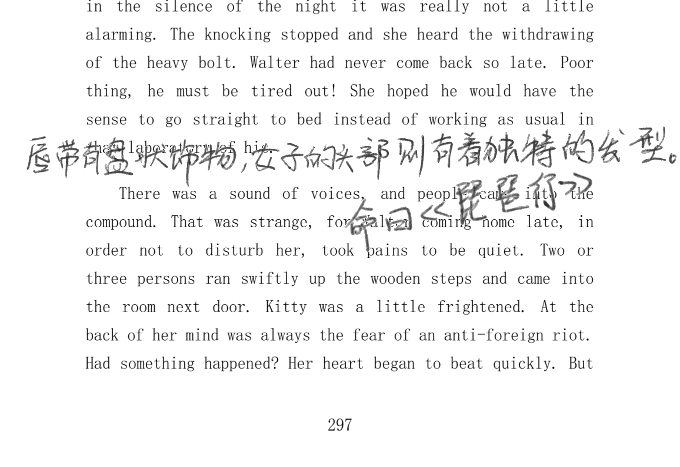 in the silence of the night it was really not a little
alarming. The knocking stopped and she heard the withdrawing
of the heavy bolt. Walter had never come back so late. Poor
thing, he must be tired out! She hoped he would have the
sense to go straight to bed instead of working as usual in
that laboratory of his.
唇带有盘状饰物,女子的头部则有着独特的发型。
There was a sound of voices, and people came into the
命曰《琵琶行》
compound. That was strange, for Walter coming home late, in
order not to disturb her, took pains to be quiet. Two or
three persons ran swiftly up the wooden steps and came into
the room next door. Kitty was a little frightened. At the
back of her mind was always the fear of an anti-foreign riot.
Had something happened? Her heart began to beat quickly. But
297